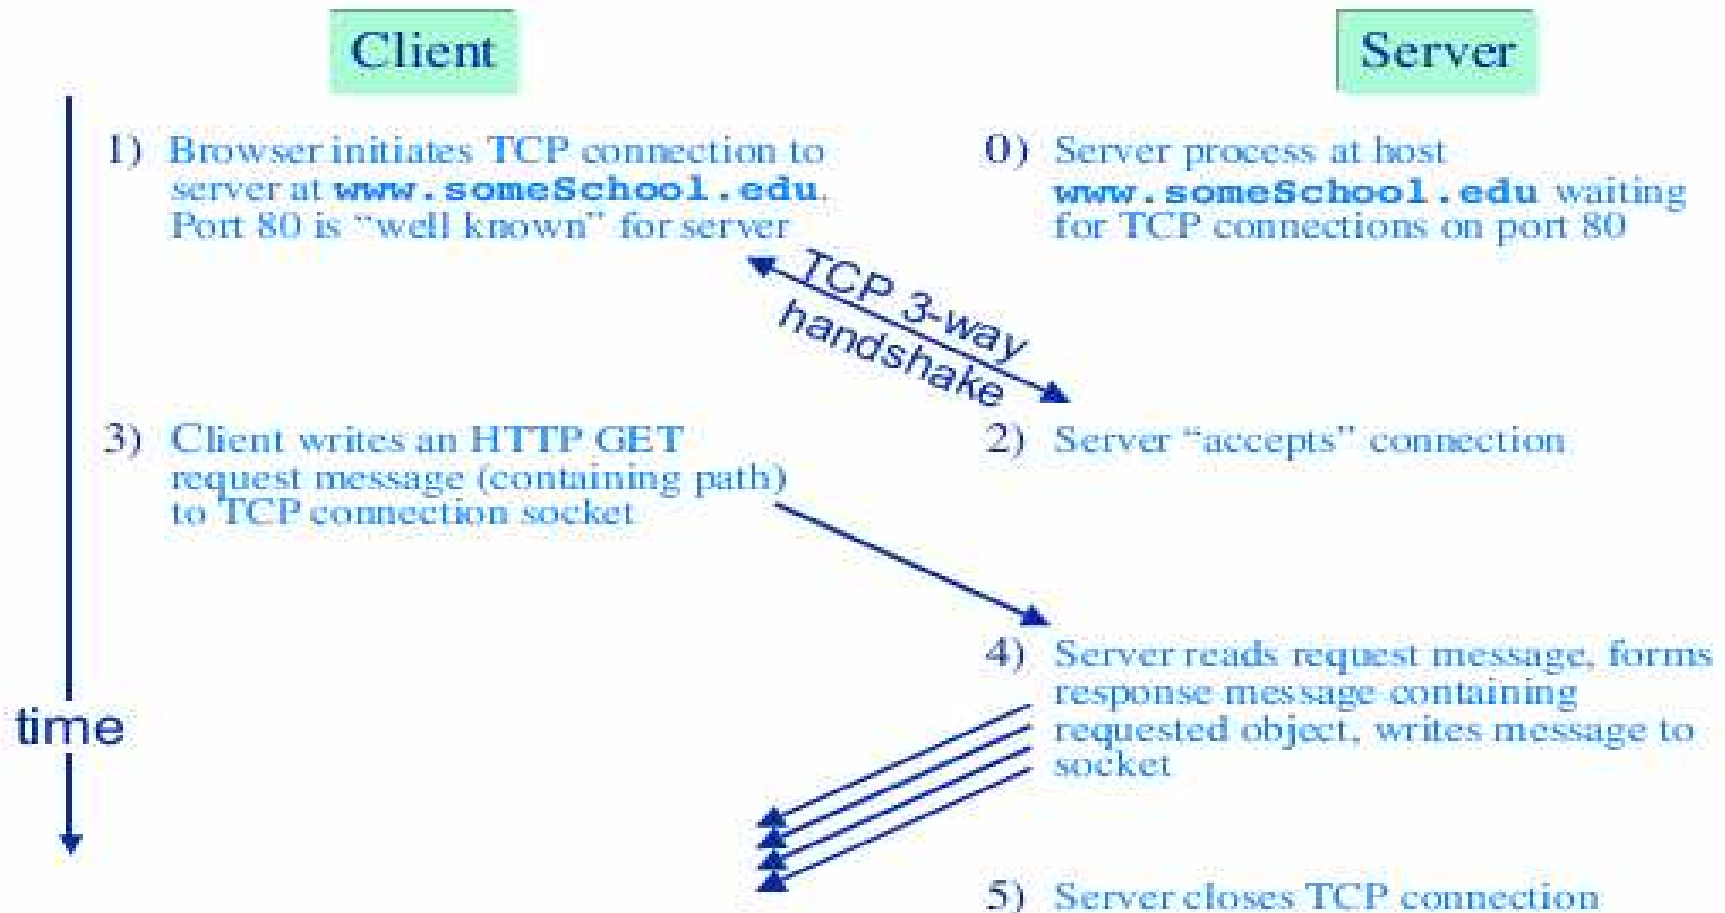 Client
Server
1) Browser initiates TCP connection to
server at www.someSchool.edu.
Port 80 is “well known” for server
0) Server process at host
www.someSchool.edu waiting
for TCP connections on port 80
TCP 3-way
handshake
3) Client writes an HTTP GET
request message (containing path)
to TCP connection socket
2) Server “accepts” connection
4) Server reads request message, forms
response message containing
requested object, writes message to
socket
time
5) Server closes TCP connection